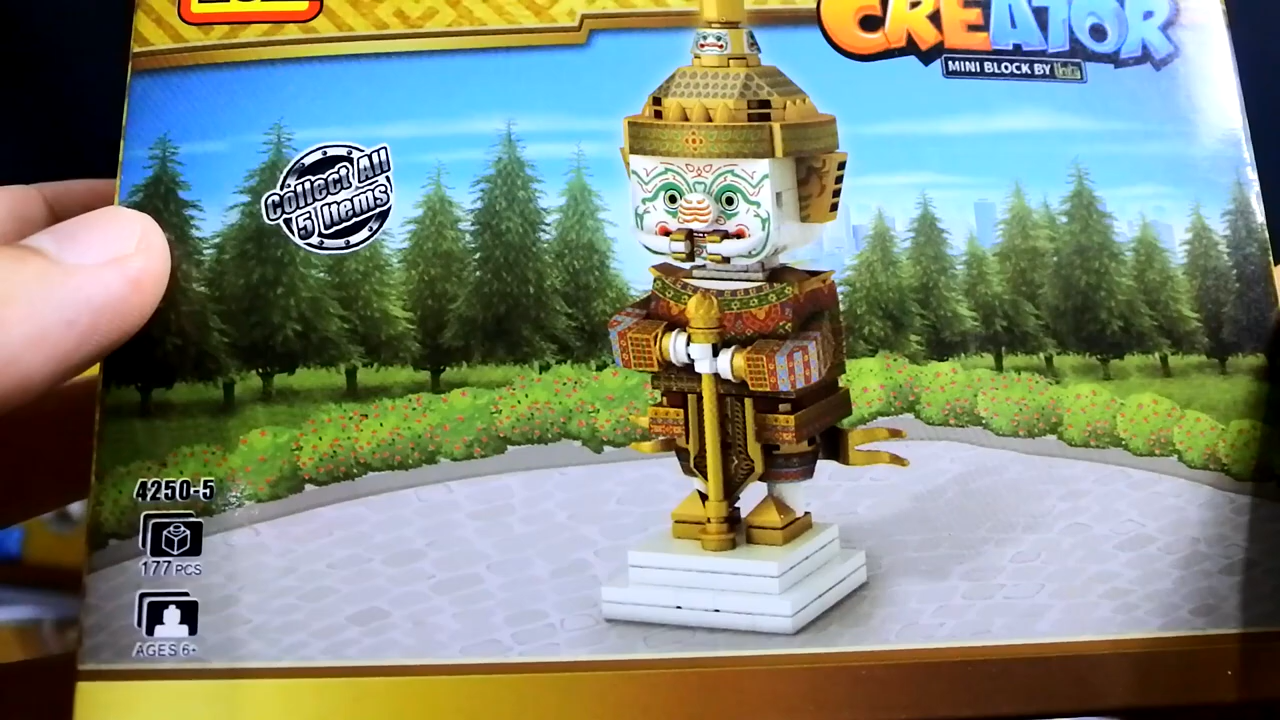 CREATOR
MINI BLOCK BY
Collect All
5 Items
4250-5
177 PCS
AGES 6+